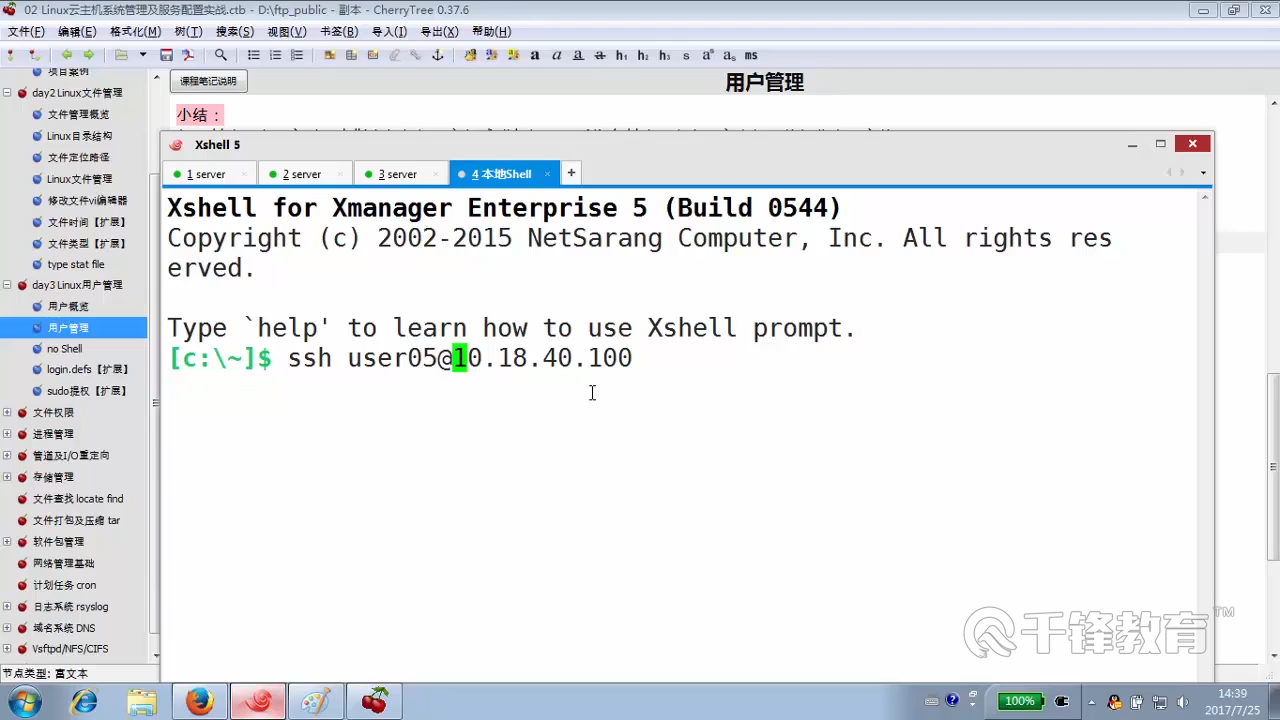 02 Linux云主机系统管理及服务配置实战.ctb - D:\ftp_public - 副本 - CherryTree 0.37.6
文件(F) 编辑(E) 格式化(M) 树(T) 搜索(S) 视图(V) 书签(B) 导入(I) 导出(X) 帮助(H)
a a a a h₁ h₂ h₃ s aˢ aₛ ms
项目案例
课程笔记说明
用户管理
day2 Linux文件管理
文件管理概览
小结：
Linux目录结构
文件定位路径
Linux文件管理
修改文件vi编辑器
文件时间【扩展】
文件类型【扩展】
type stat file
day3 Linux用户管理
用户概览
用户管理
no Shell
login.defs【扩展】
sudo提权【扩展】
文件权限
进程管理
管道及I/O重定向
存储管理
文件查找 locate find
文件打包及压缩 tar
软件包管理
网络管理基础
计划任务 cron
日志系统 rsyslog
域名系统 DNS
Vsftpd/NFS/CIFS
节点类型: 富文本
Xshell 5
1 server
2 server
3 server
4 本地Shell
Xshell for Xmanager Enterprise 5 (Build 0544)
Copyright (c) 2002-2015 NetSarang Computer, Inc. All rights res
erved.
Type `help' to learn how to use Xshell prompt.
[c:\~]$ ssh user05@10.18.40.100
千锋教育™
100%
14:39
2017/7/25